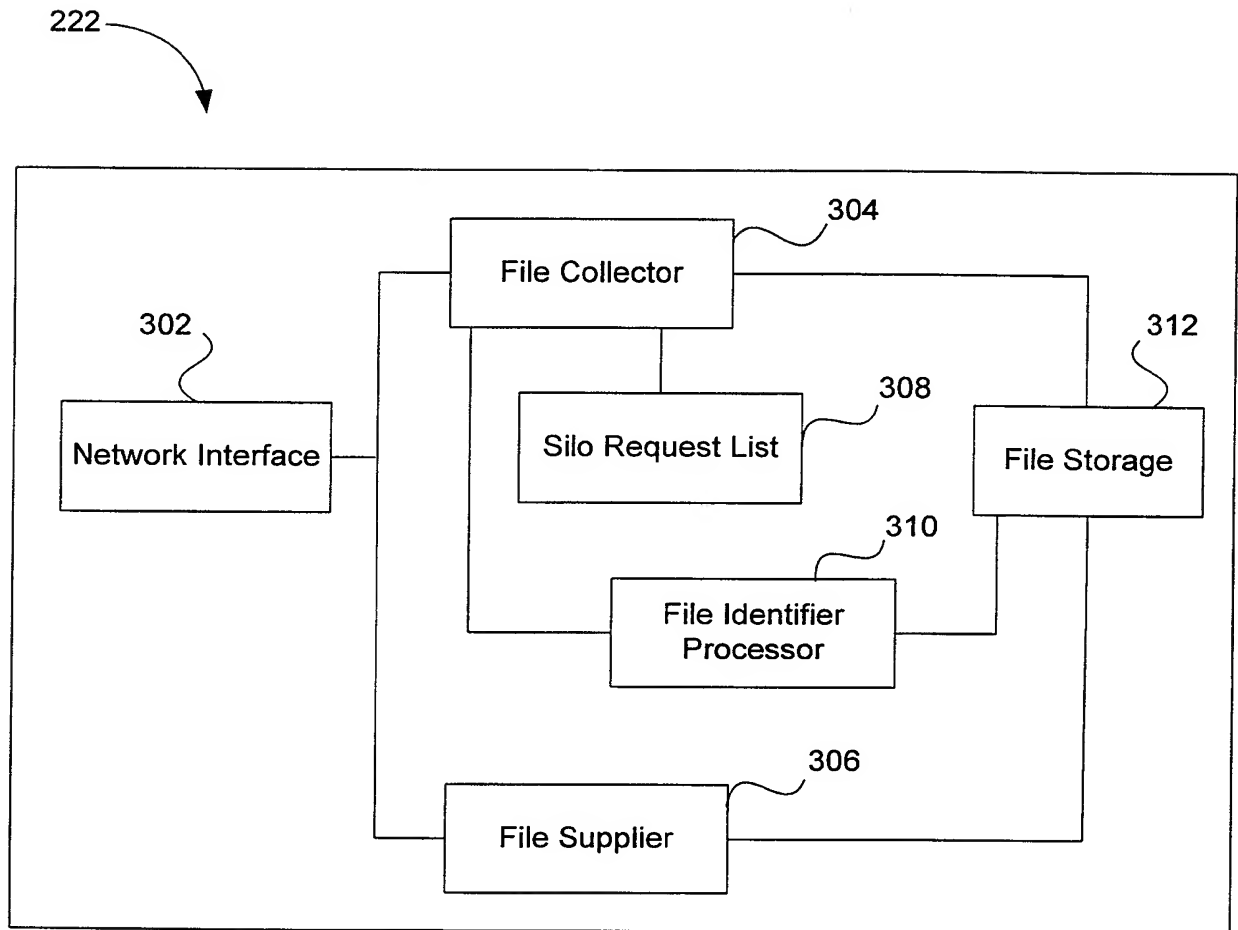 222
304
File Collector
302
312
308
Network Interface
Silo Request List
File Storage
310
File Identifier
Processor
306
File Supplier